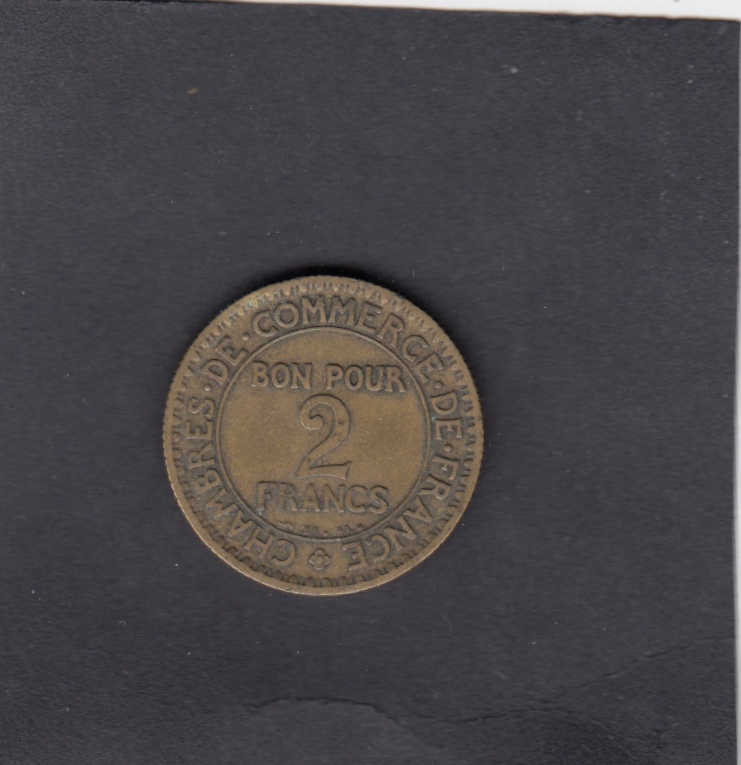 CHAMBRES · DE · COMMERCE · DE · FRANCE
BON POUR
2
FRANCS